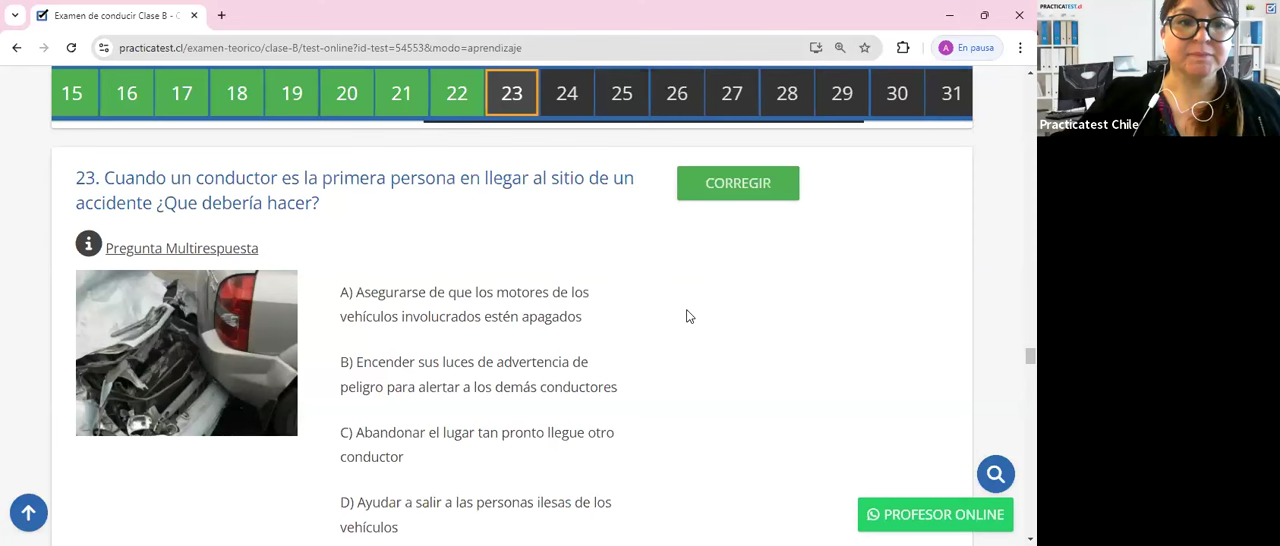 Examen de conducir Clase B - C
practicatest.cl/examen-teorico/clase-B/test-online?id-test=54553&modo=aprendizaje
A
En pausa
PRACTICATEST.cl
15 16 17 18 19 20 21 22 23 24 25 26 27 28 29 30 31
Practicatest Chile
23. Cuando un conductor es la primera persona en llegar al sitio de un
accidente ¿Que debería hacer?
CORREGIR
Pregunta Multirespuesta
A) Asegurarse de que los motores de los
vehículos involucrados estén apagados
B) Encender sus luces de advertencia de
peligro para alertar a los demás conductores
C) Abandonar el lugar tan pronto llegue otro
conductor
D) Ayudar a salir a las personas ilesas de los
vehículos
PROFESOR ONLINE